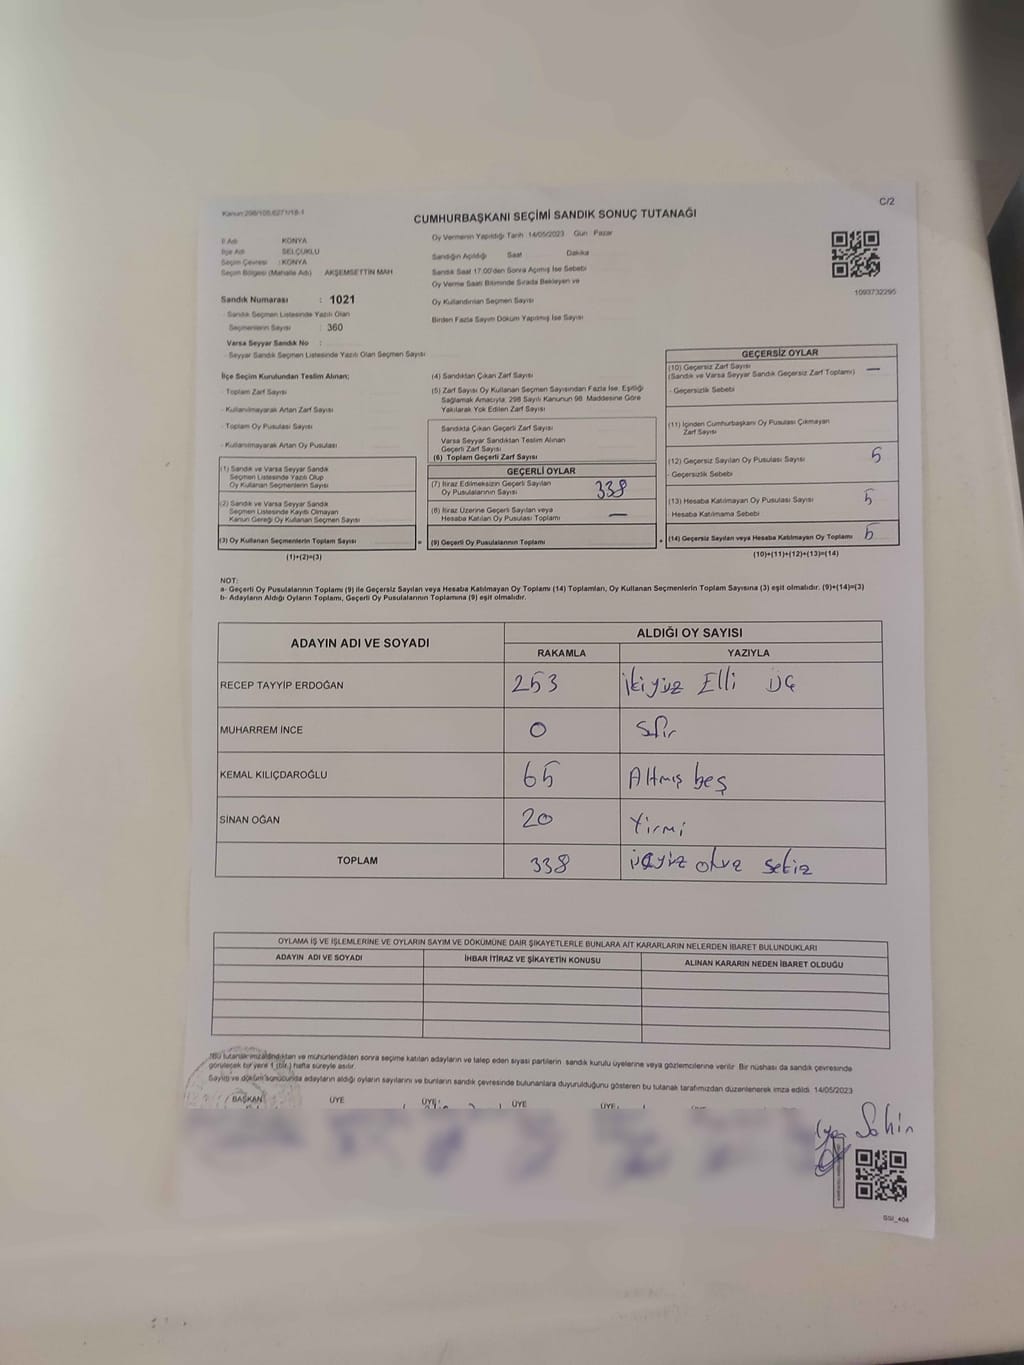 Kanun:298/105,6271/18-1
C/2
CUMHURBAŞKANI SEÇİMİ SANDIK SONUÇ TUTANAĞI
İl Adı KONYA
İlçe Adı SELÇUKLU
Seçim Çevresi : KONYA
Seçim Bölgesi (Mahalle Adı) AKŞEMSETTİN MAH
Sandık Numarası : 1021
Sandık Seçmen Listesinde Yazılı Olan
Seçmenlerin Sayısı : 360
Varsa Seyyar Sandık No :
- Seyyar Sandık Seçmen Listesinde Yazılı Olan Seçmen Sayısı
Oy Vermenin Yapıldığı Tarih :14/05/2023 Gün : Pazar
Sandığın Açıldığı Saat Dakika
Sandık Saat 17.00'den Sonra Açılmış İse Sebebi
Oy Verme Saati Bitiminde Sırada Bekleyen ve
Oy Kullandırılan Seçmen Sayısı
Birden Fazla Sayım Döküm Yapılmış İse Sayısı
1093732295
İlçe Seçim Kurulundan Teslim Alınan;
- Toplam Zarf Sayısı
- Kullanılmayarak Artan Zarf Sayısı
- Toplam Oy Pusulası Sayısı
- Kullanılmayarak Artan Oy Pusulası
(1) Sandık ve Varsa Seyyar Sandık
Seçmen Listesinde Yazılı Olup
Oy Kullanan Seçmenlerin Sayısı
(2) Sandık ve Varsa Seyyar Sandık
Seçmen Listesinde Kaydı Olmayan
Kanun Gereği Oy Kullanan Seçmen Sayısı
(3) Oy Kullanan Seçmenlerin Toplam Sayısı =
(1)+(2)=(3)
(4) Sandıktan Çıkan Zarf Sayısı
(5) Zarf Sayısı Oy Kullanan Seçmen Sayısından Fazla İse, Eşitliği
Sağlamak Amacıyla, 298 Sayılı Kanunun 98. Maddesine Göre
Yakılarak Yok Edilen Zarf Sayısı
Sandıkta Çıkan Geçerli Zarf Sayısı
Varsa Seyyar Sandıktan Teslim Alınan
Geçerli Zarf Sayısı
(6) Toplam Geçerli Zarf Sayısı
GEÇERLİ OYLAR
(7) İtiraz Edilmeksizin Geçerli Sayılan
Oy Pusulalarının Sayısı 338
(8) İtiraz Üzerine Geçerli Sayılan veya
Hesaba Katılan Oy Pusulası Toplamı —
(9) Geçerli Oy Pusulalarının Toplamı +
GEÇERSİZ OYLAR
(10) Geçersiz Zarf Sayısı
(Sandık ve Varsa Seyyar Sandık Geçersiz Zarf Toplamı) —
- Geçersizlik Sebebi
(11) İçinden Cumhurbaşkanı Oy Pusulası Çıkmayan
Zarf Sayısı
(12) Geçersiz Sayılan Oy Pusulası Sayısı 5
- Geçersizlik Sebebi
(13) Hesaba Katılmayan Oy Pusulası Sayısı 5
- Hesaba Katılmama Sebebi
(14) Geçersiz Sayılan veya Hesaba Katılmayan Oy Toplamı 5
(10)+(11)+(12)+(13)=(14)
NOT:
a- Geçerli Oy Pusulalarının Toplamı (9) ile Geçersiz Sayılan veya Hesaba Katılmayan Oy Toplamı (14) Toplamları, Oy Kullanan Seçmenlerin Toplam Sayısına (3) eşit olmalıdır. (9)+(14)=(3)
b- Adayların Aldığı Oyların Toplamı, Geçerli Oy Pusulalarının Toplamına (9) eşit olmalıdır.
ADAYIN ADI VE SOYADI ALDIĞI OY SAYISI
RAKAMLA YAZIYLA
RECEP TAYYİP ERDOĞAN 253 İkiyüz Elli üç
MUHARREM İNCE 0 Sıfır
KEMAL KILIÇDAROĞLU 65 Altmış beş
SİNAN OĞAN 20 Yirmi
TOPLAM 338 üçyüz otuz sekiz
OYLAMA İŞ VE İŞLEMLERİNE VE OYLARIN SAYIM VE DÖKÜMÜNE DAİR ŞİKAYETLERLE BUNLARA AİT KARARLARIN NELERDEN İBARET BULUNDUKLARI
ADAYIN ADI VE SOYADI İHBAR İTİRAZ VE ŞİKAYETİN KONUSU ALINAN KARARIN NEDEN İBARET OLDUĞU
*Bu tutanak imzalandıktan ve mühürlendikten sonra seçime katılan adayların ve talep eden siyasi partilerin sandık kurulu üyelerine veya gözlemcilerine verilir. Bir nüshası da sandık çevresinde
görülecek bir yere 1 (bir) hafta süreyle asılır.
Sayım ve döküm sonucunda adayların aldığı oyların sayılarını ve bunların sandık çevresinde bulunanlara duyurulduğunu gösteren bu tutanak tarafımızdan düzenlenerek imza edildi. 14/05/2023
BAŞKAN ÜYE ÜYE ÜYE ÜYE
Şahin
GSI_404